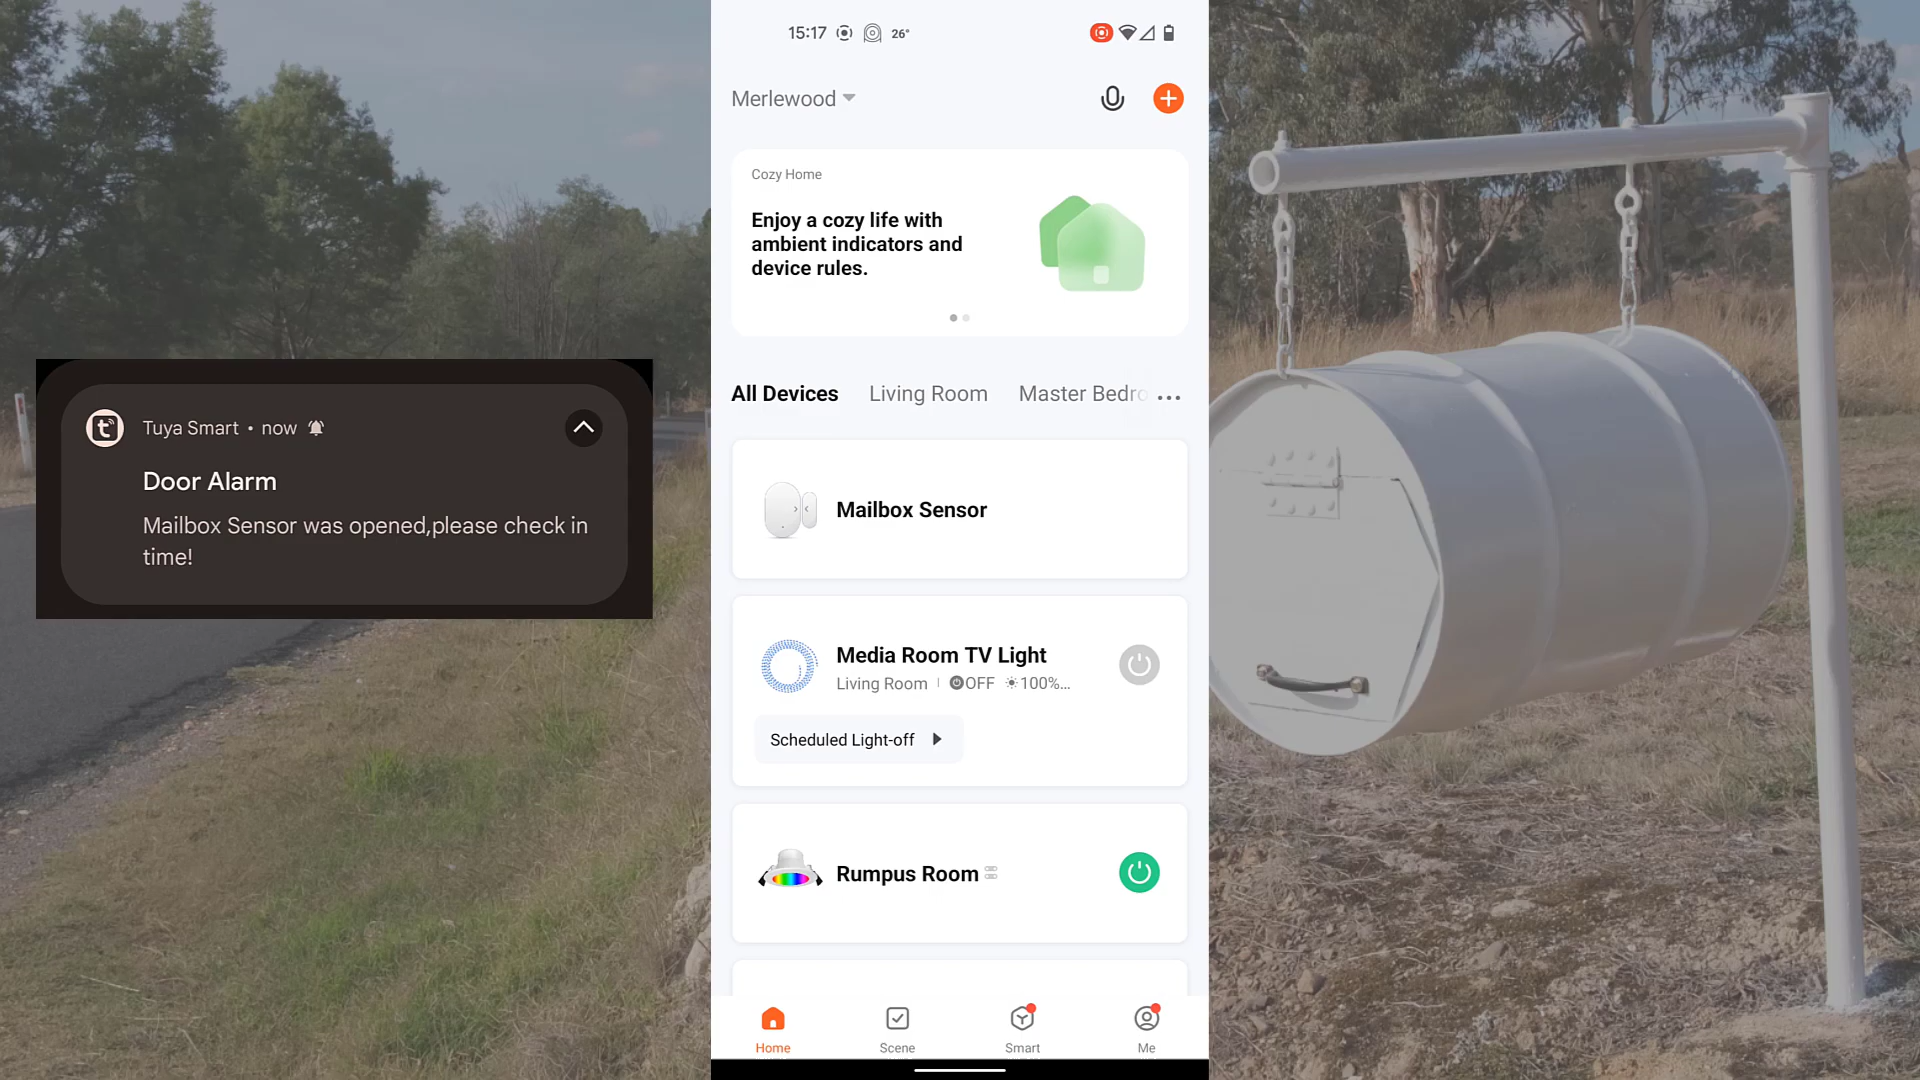 Tuya Smart • now
Door Alarm
Mailbox Sensor was opened,please check in
time!
15:17 26°
Merlewood
Cozy Home
Enjoy a cozy life with
ambient indicators and
device rules.
All Devices Living Room Master Bedro ...
Mailbox Sensor
Media Room TV Light
Living Room OFF 100%...
Scheduled Light-off
Rumpus Room
Home Scene Smart Me